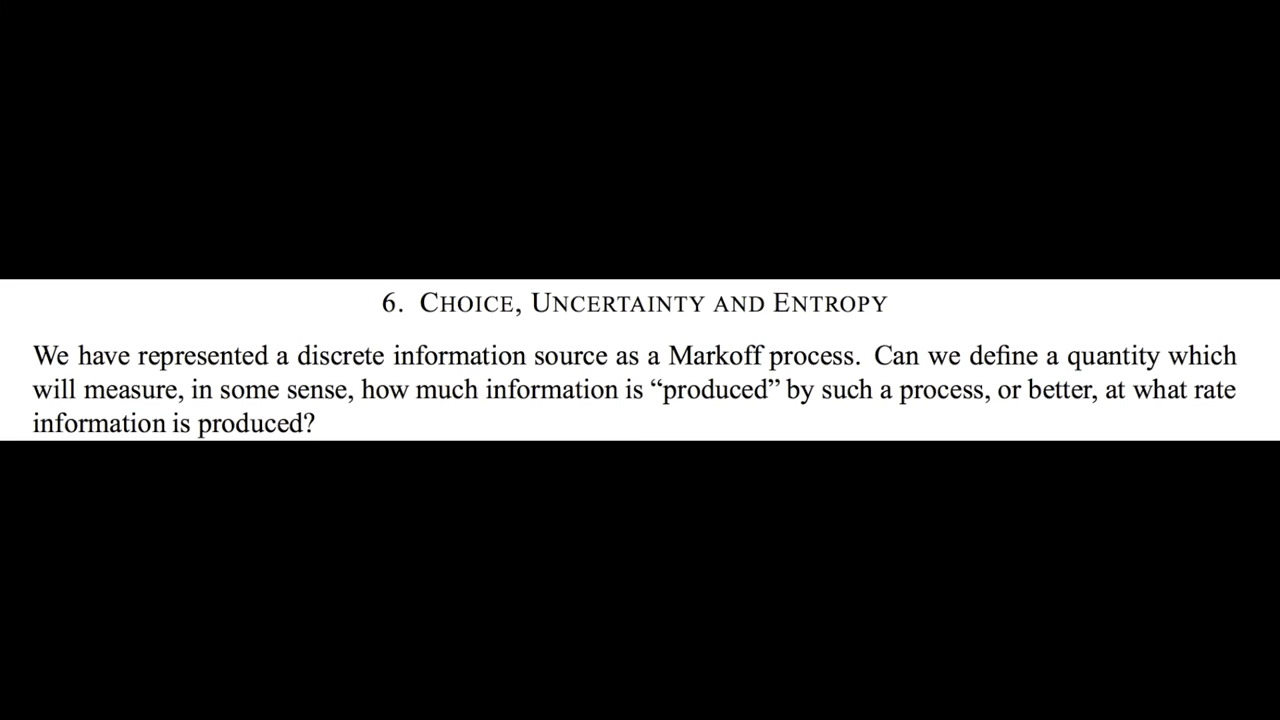 6. CHOICE, UNCERTAINTY AND ENTROPY
We have represented a discrete information source as a Markoff process. Can we define a quantity which
will measure, in some sense, how much information is “produced” by such a process, or better, at what rate
information is produced?